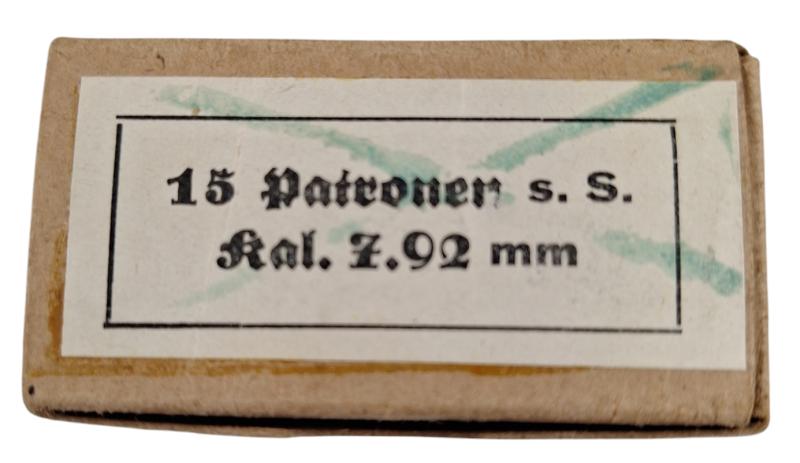 15 Patronen s. S.
Kal. 7.92 mm